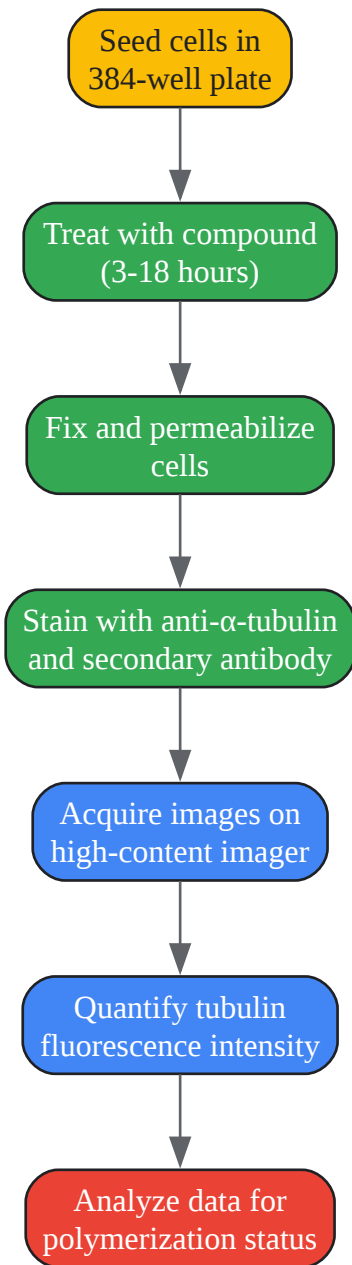 Seed cells in
384-well plate
Treat with compound
(3-18 hours)
Fix and permeabilize
cells
Stain with anti-α-tubulin
and secondary antibody
Acquire images on
high-content imager
Quantify tubulin
fluorescence intensity
Analyze data for
polymerization status